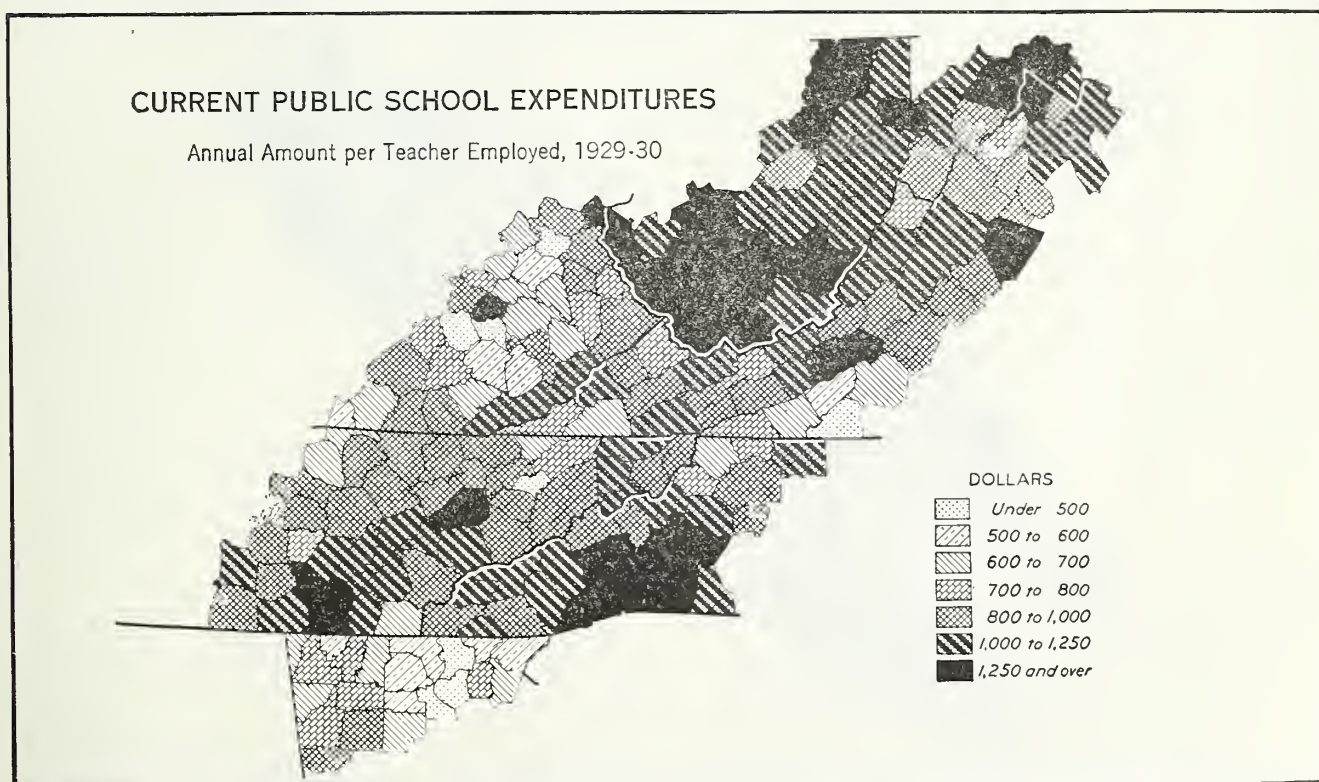 CURRENT PUBLIC SCHOOL EXPENDITURES
Annual Amount per Teacher Employed, 1929-30
DOLLARS
Under 500
500 to 600
600 to 700
700 to 800
800 to 1,000
1,000 to 1,250
1,250 and over